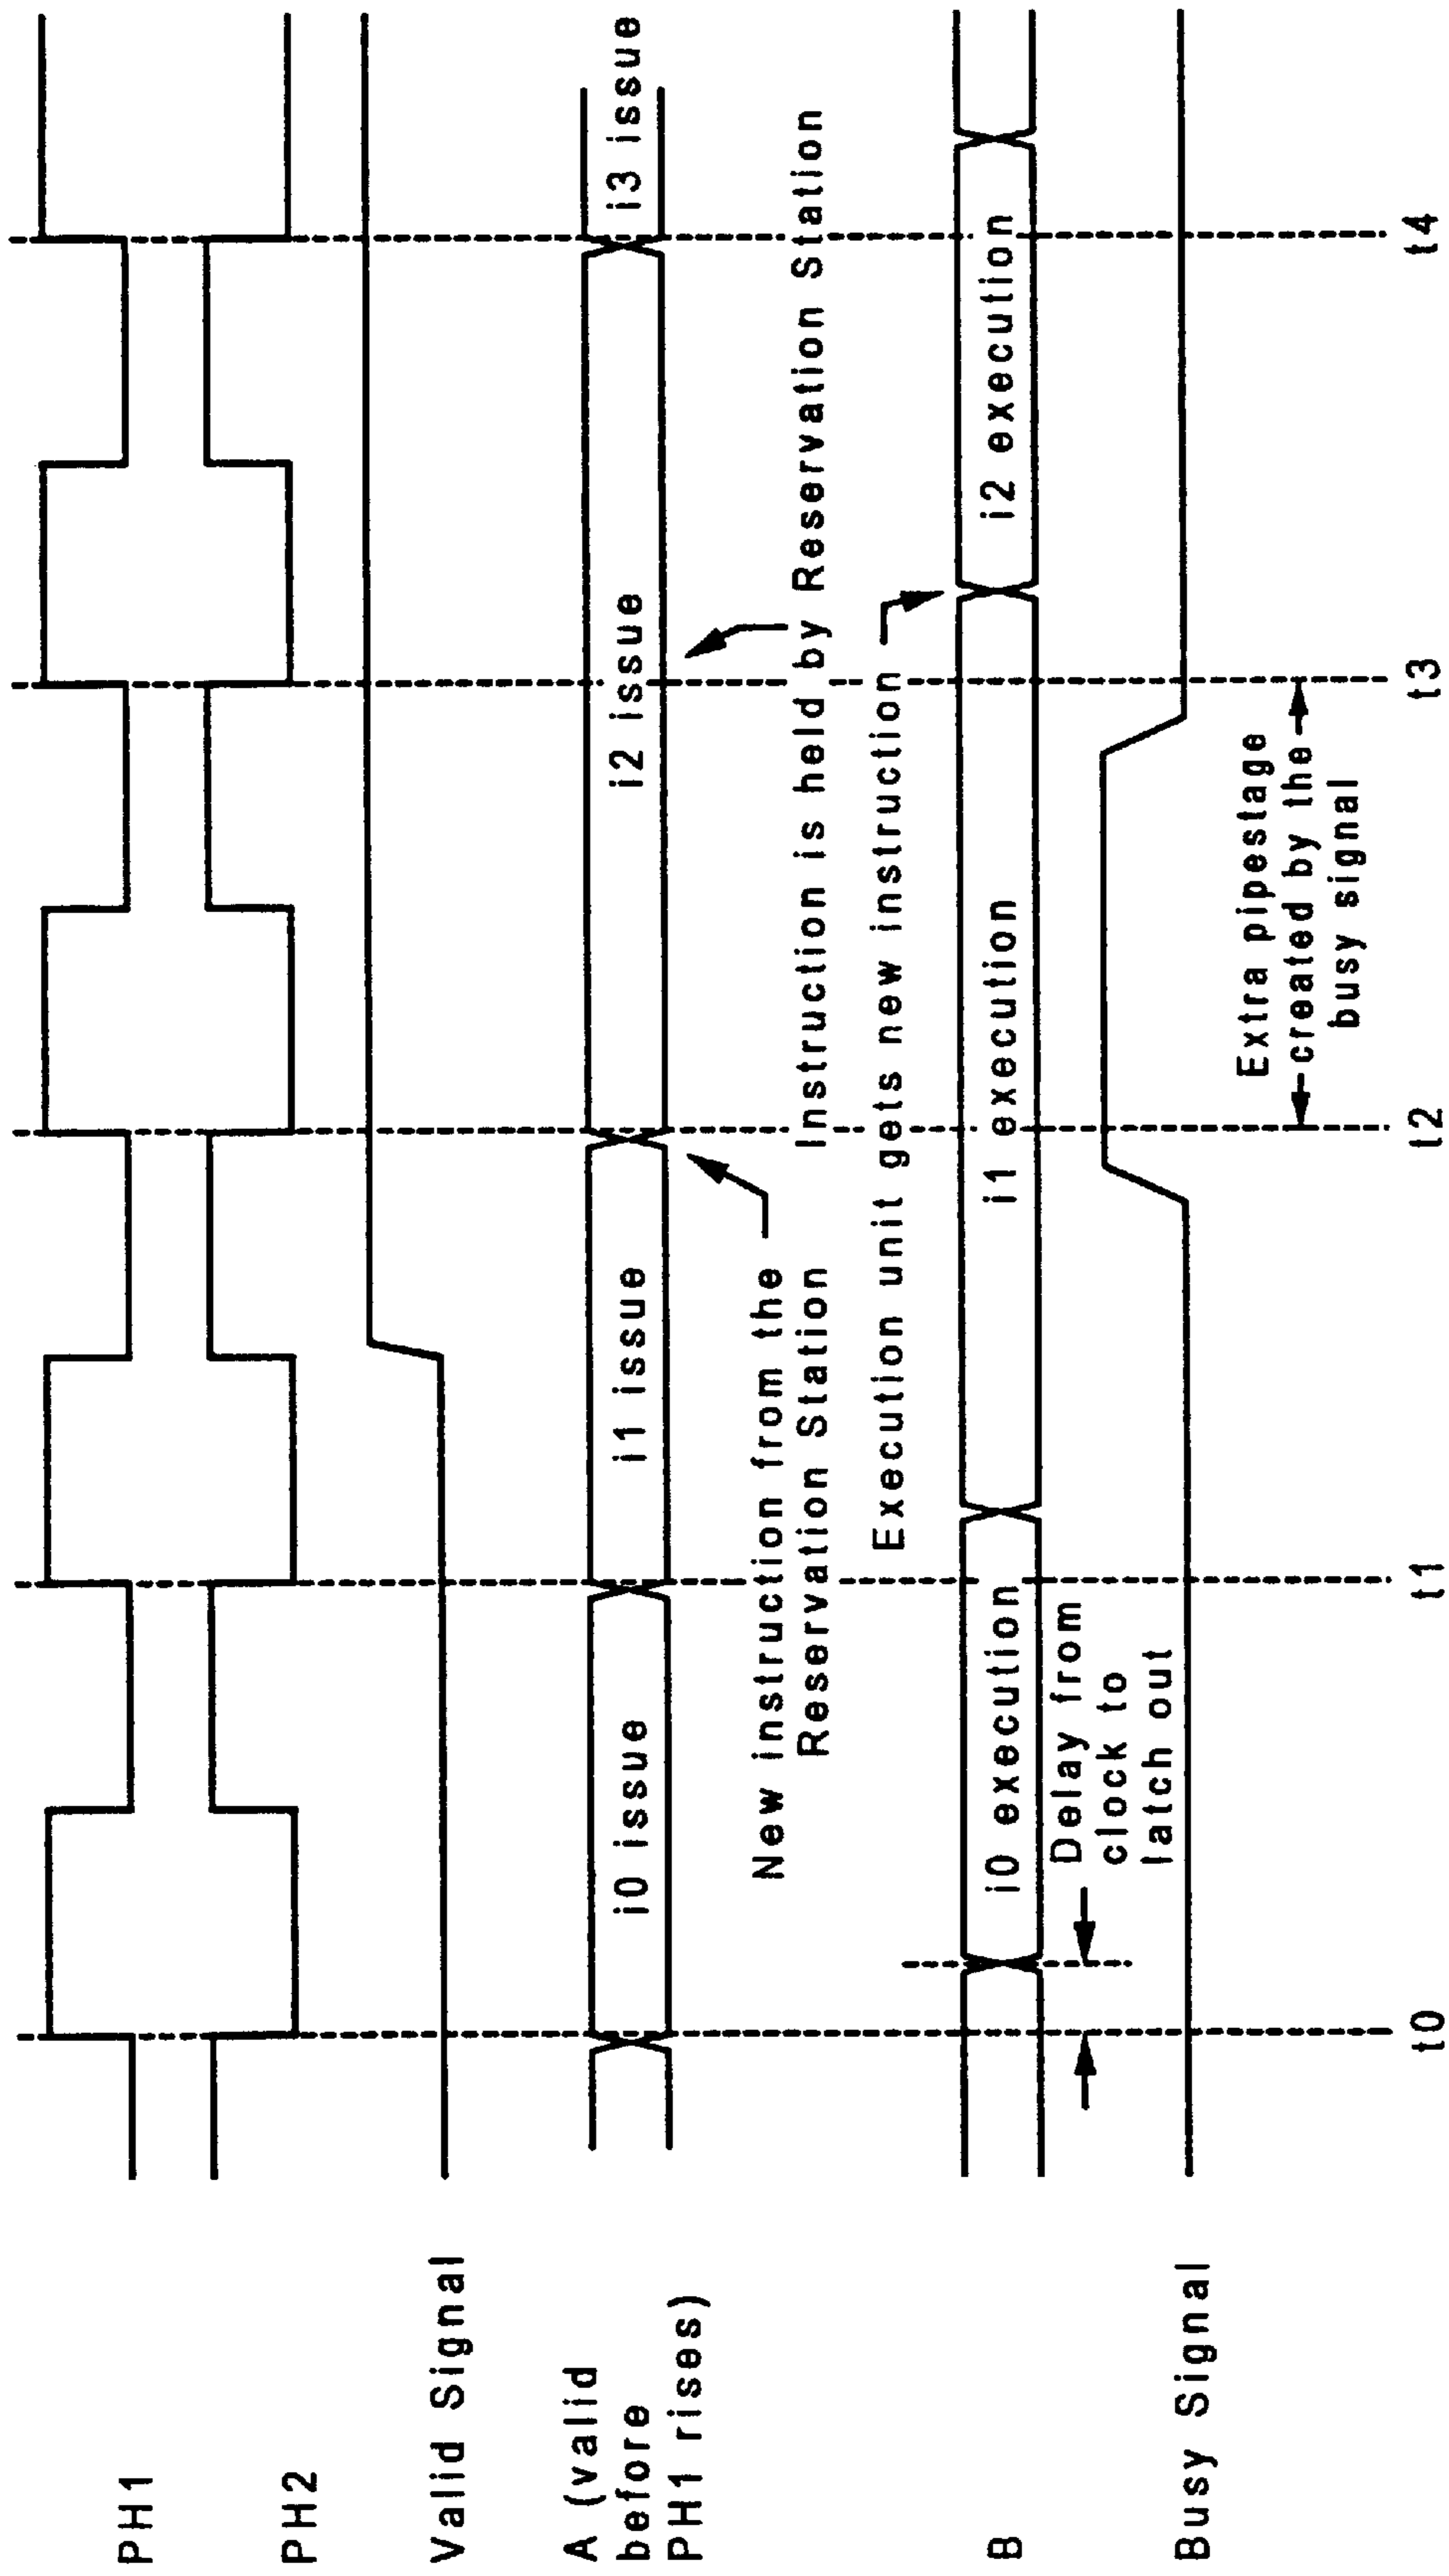 PH1
PH2
Valid Signal
A (valid
before
PH1 rises)
i0 issue
i1 issue
i2 issue
i3 issue
New instruction from the
Reservation Station
Instruction is held by Reservation Station
Execution unit gets new instruction
B
i0 execution
i1 execution
i2 execution
Delay from
clock to
latch out
Busy Signal
Extra pipestage
created by the
busy signal
t0
t1
t2
t3
t4